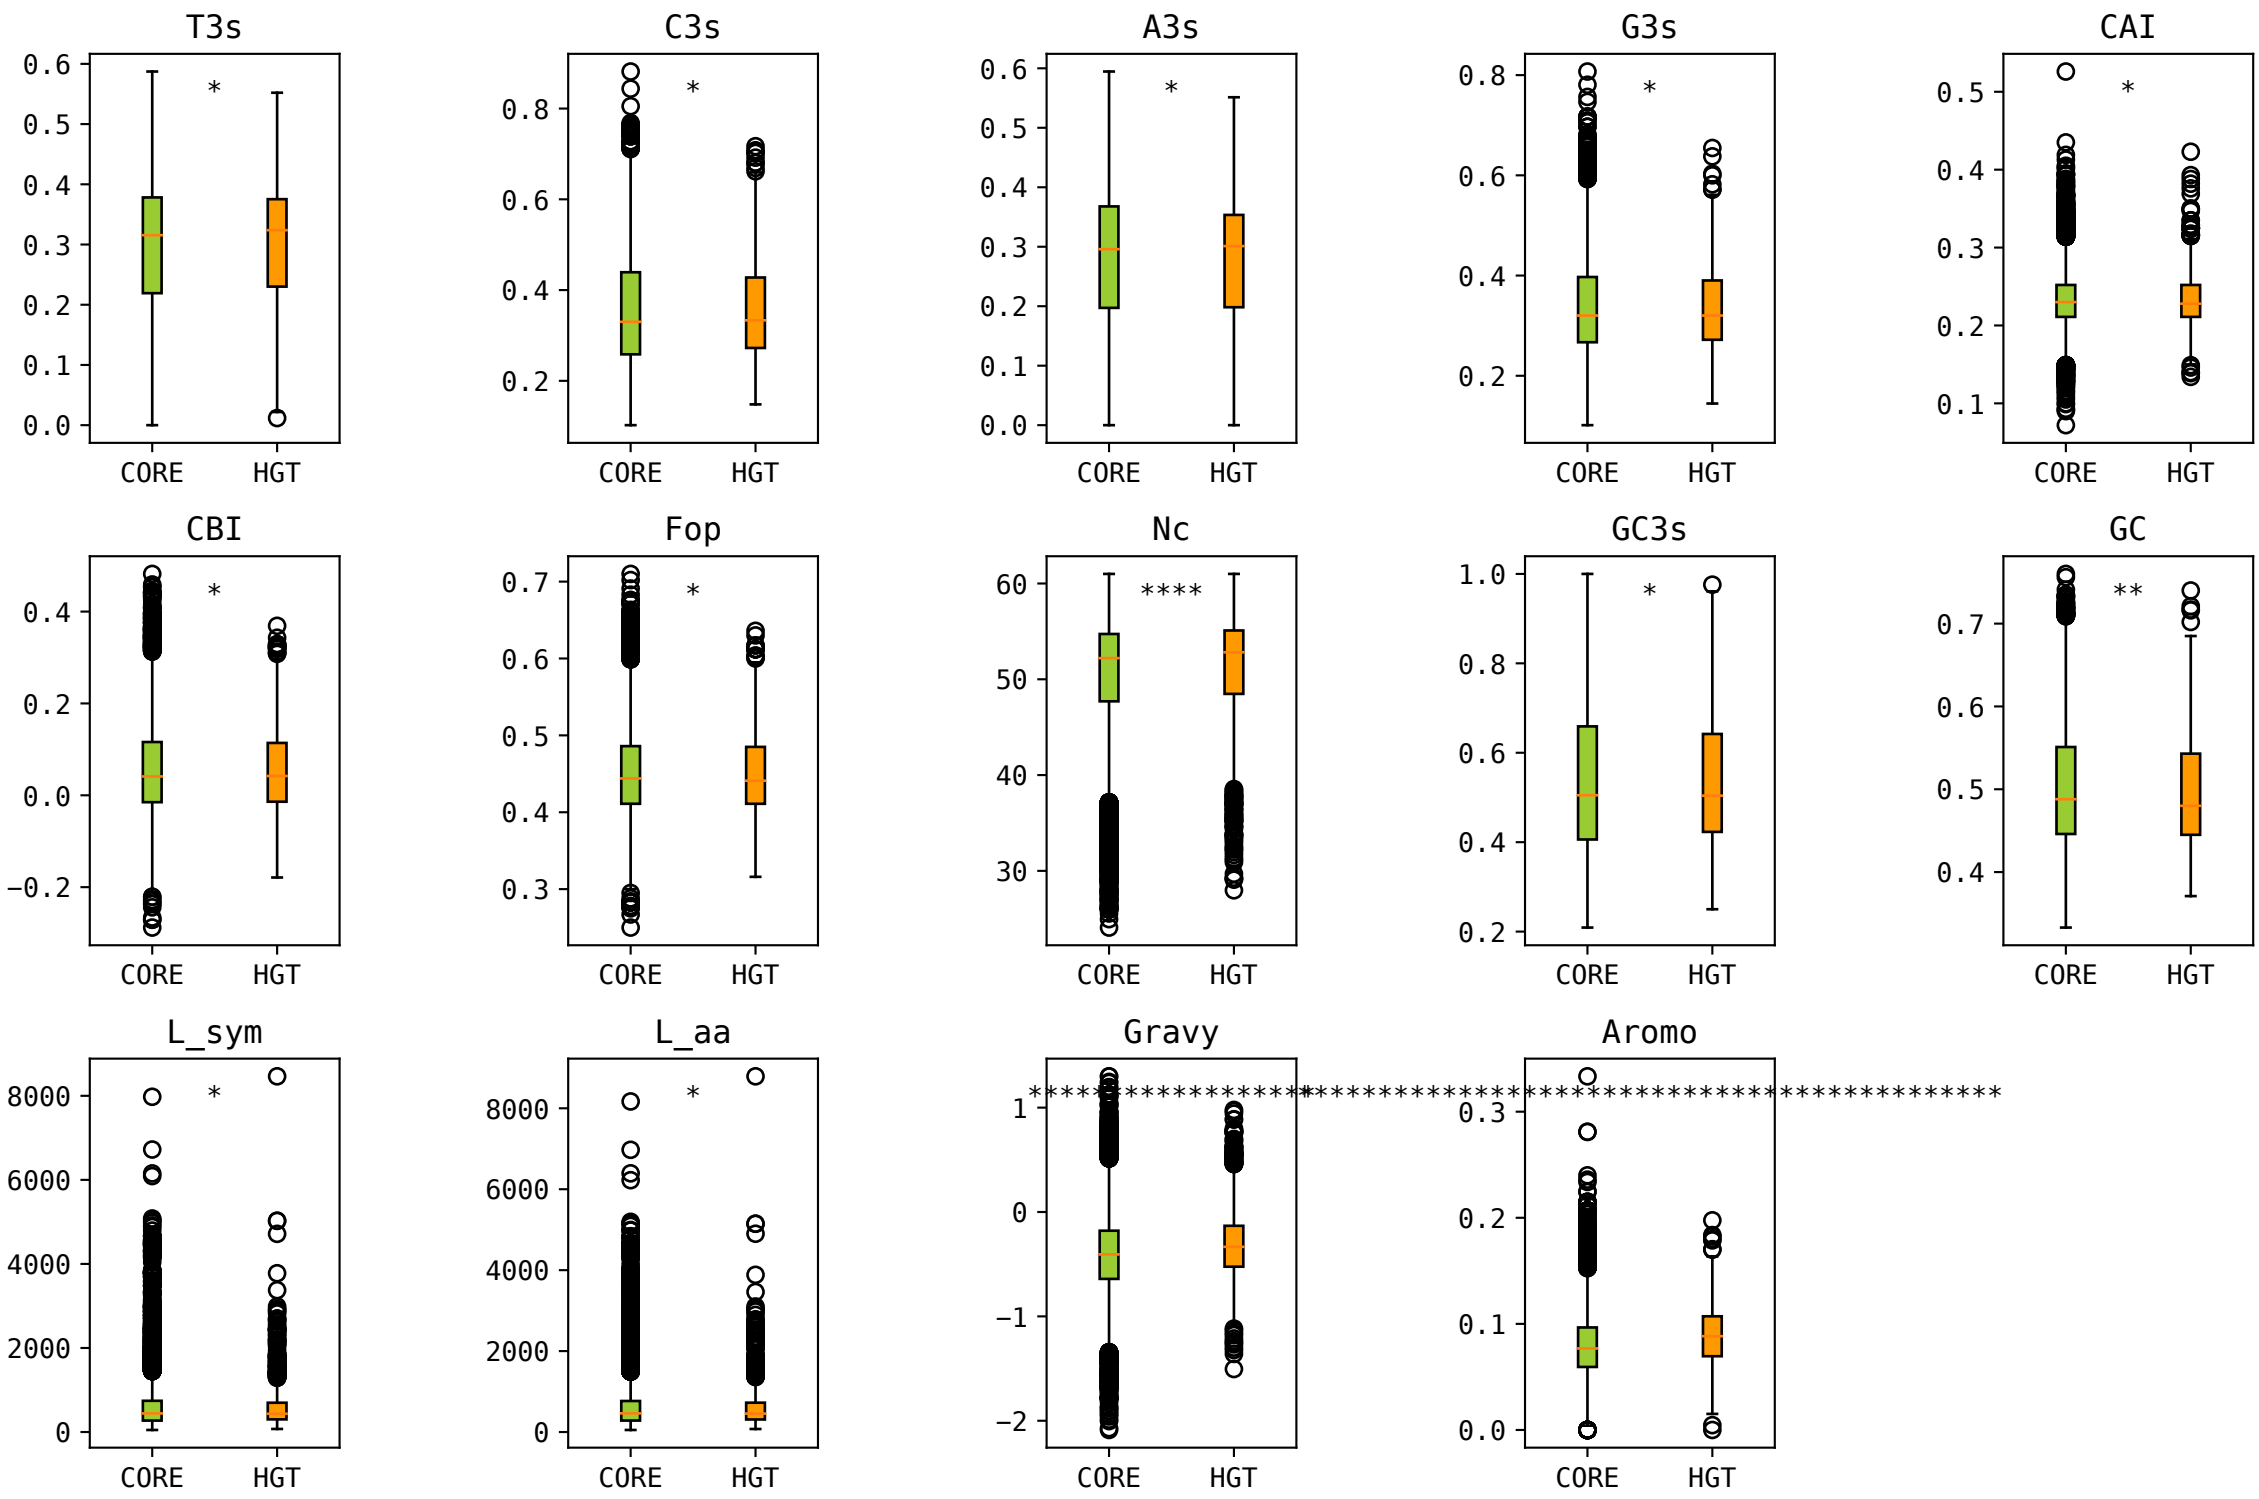 T3s C3s A3s G3s CAI
0.6 0.5 0.4 0.3 0.2 0.1 0.0
*
CORE HGT
0.8 0.6 0.4 0.2
*
CORE HGT
0.6 0.5 0.4 0.3 0.2 0.1 0.0
*
CORE HGT
0.8 0.6 0.4 0.2
*
CORE HGT
0.5 0.4 0.3 0.2 0.1
*
CORE HGT
CBI Fop Nc GC3s GC
0.4 0.2 0.0 −0.2
*
CORE HGT
0.7 0.6 0.5 0.4 0.3
*
CORE HGT
60 50 40 30
****
CORE HGT
1.0 0.8 0.6 0.4 0.2
*
CORE HGT
0.7 0.6 0.5 0.4
**
CORE HGT
L_sym L_aa Gravy Aromo
8000 6000 4000 2000 0
*
CORE HGT
8000 6000 4000 2000 0
*
CORE HGT
1 0 −1 −2
CORE HGT
0.3 0.2 0.1 0.0
CORE HGT